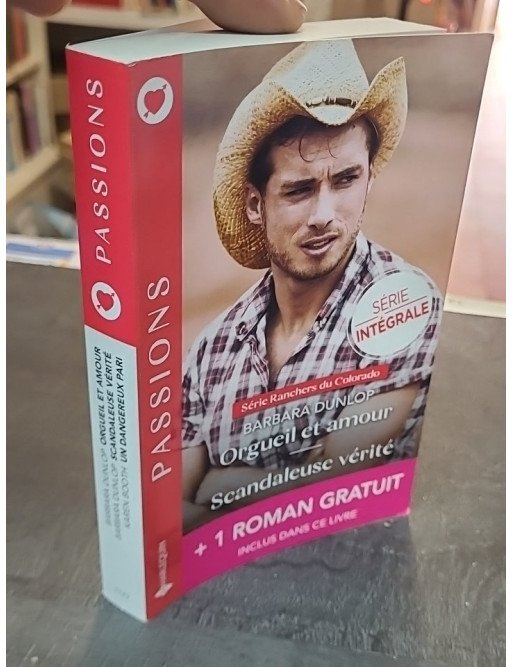 PASSIONS
BARBARA DUNLOP ORGUEIL ET AMOUR
BARBARA DUNLOP SCANDALEUSE VÉRITÉ
KAREN BOOTH UN DANGEREUX PARI
HARLEQUIN
PASSIONS
SÉRIE
INTÉGRALE
Série Ranchers du Colorado
BARBARA DUNLOP
Orgueil et amour
Scandaleuse vérité
+ 1 ROMAN GRATUIT
INCLUS DANS CE LIVRE